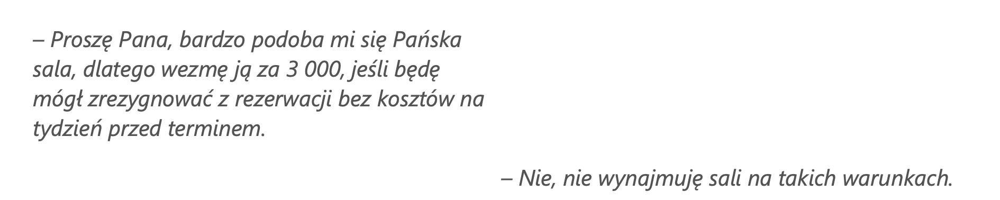 – Proszę Pana, bardzo podoba mi się Pańska
sala, dlatego wezmę ją za 3 000, jeśli będę
mógł zrezygnować z rezerwacji bez kosztów na
tydzień przed terminem.
– Nie, nie wynajmuję sali na takich warunkach.